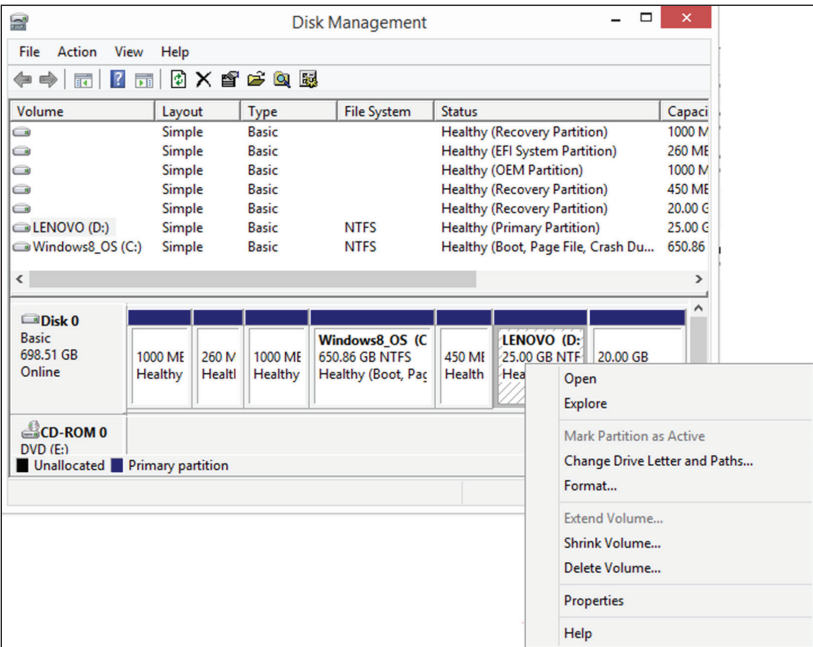 Disk Management
File Action View Help
Volume Layout Type File System Status Capaci
Simple Basic Healthy (Recovery Partition) 1000 M
Simple Basic Healthy (EFI System Partition) 260 ME
Simple Basic Healthy (OEM Partition) 1000 M
Simple Basic Healthy (Recovery Partition) 450 ME
Simple Basic Healthy (Recovery Partition) 20.00 G
LENOVO (D:) Simple Basic NTFS Healthy (Primary Partition) 25.00 G
Windows8_OS (C:) Simple Basic NTFS Healthy (Boot, Page File, Crash Du... 650.86
Disk 0
Basic
698.51 GB
Online
1000 ME
Healthy
260 M
Healtl
1000 ME
Healthy
Windows8_OS (C
650.86 GB NTFS
Healthy (Boot, Pag
450 ME
Health
LENOVO (D:
25.00 GB NTF
Hea
20.00 GB
CD-ROM 0
DVD (E:)
Unallocated Primary partition
Open
Explore
Mark Partition as Active
Change Drive Letter and Paths...
Format...
Extend Volume...
Shrink Volume...
Delete Volume...
Properties
Help